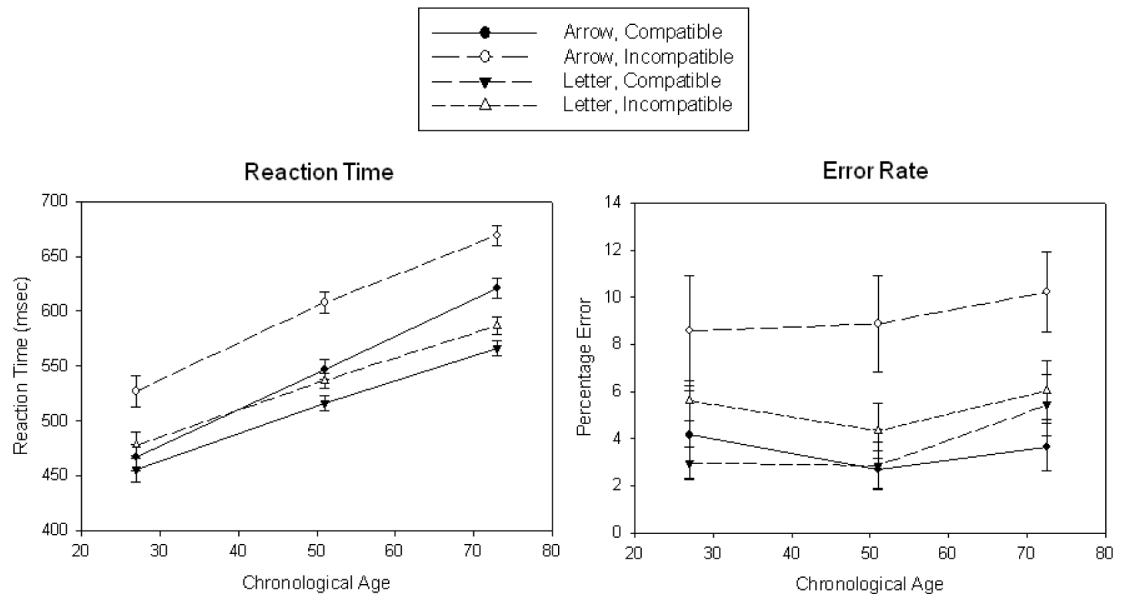 Arrow, Compatible
Arrow, Incompatible
Letter, Compatible
Letter, Incompatible
Reaction Time
700
650
600
550
500
450
400
Reaction Time (msec)
20 30 40 50 60 70 80
Chronological Age
Error Rate
14
12
10
8
6
4
2
0
Percentage Error
20 30 40 50 60 70 80
Chronological Age